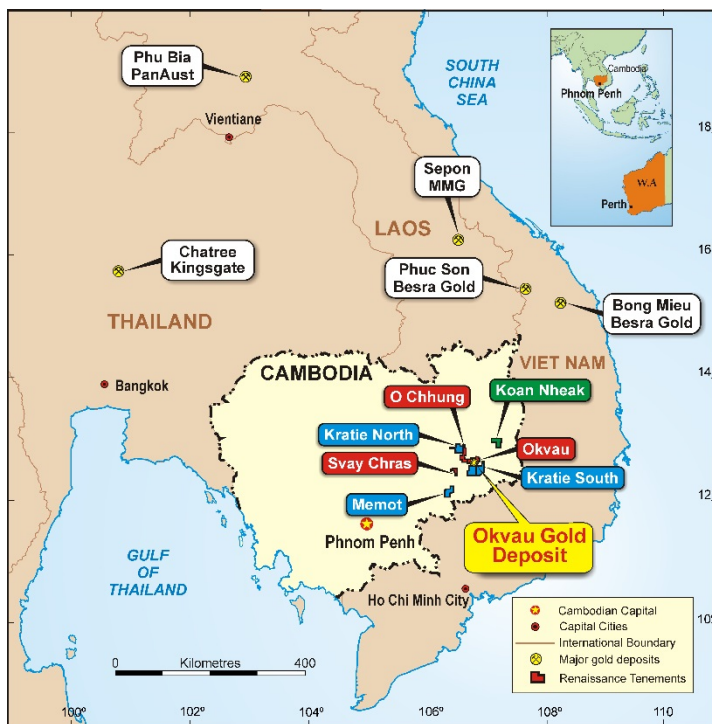 Phu Bia
PanAust
Vientiane
SOUTH
CHINA
SEA
Cambodia
Phnom Penh
W.A
Perth
18°
Sepon
MMG
LAOS
16°
Chatree
Kingsgate
Phuc Son
Besra Gold
Bong Mieu
Besra Gold
THAILAND
VIET NAM
Bangkok
CAMBODIA
14°
O Chhung
Koan Nheak
Kratie North
Okvau
Svay Chras
Kratie South
Memot
12°
Phnom Penh
Okvau Gold
Deposit
GULF
OF
THAILAND
Ho Chi Minh City
10°
Cambodian Capital
Capital Cities
International Boundary
Major gold deposits
Renaissance Tenements
0 Kilometres 400
100° 102° 104° 106° 108° 110